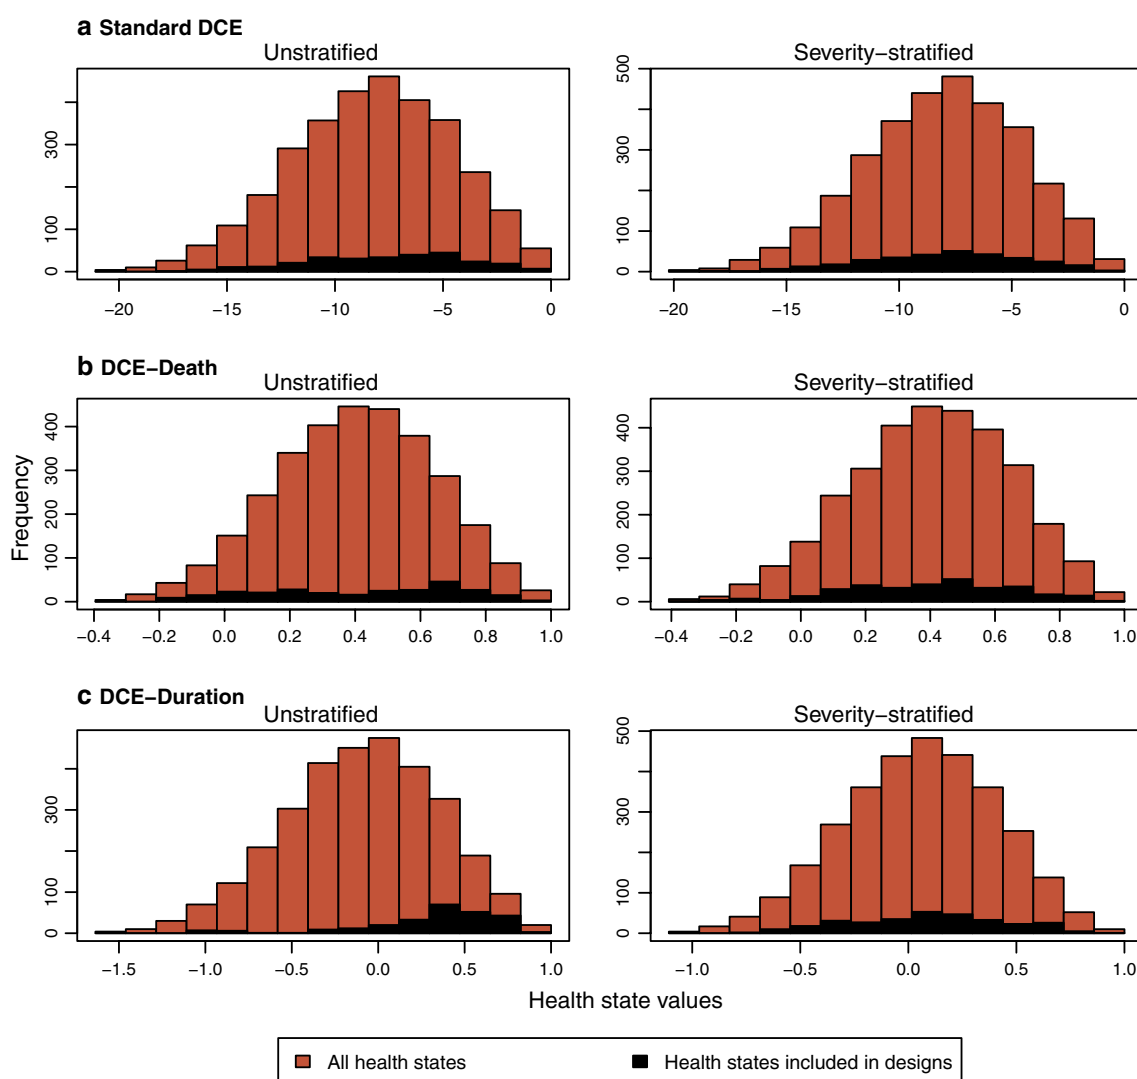 a Standard DCE
Unstratified
Severity−stratified
300
100
0
−20 −15 −10 −5 0
500
300
100
0
−20 −15 −10 −5 0
b DCE−Death
Unstratified
Severity−stratified
Frequency
400
300
200
100
0
−0.4 −0.2 0.0 0.2 0.4 0.6 0.8 1.0
400
300
200
100
0
−0.4 −0.2 0.0 0.2 0.4 0.6 0.8 1.0
c DCE−Duration
Unstratified
Severity−stratified
300
100
0
−1.5 −1.0 −0.5 0.0 0.5 1.0
500
300
100
0
−1.0 −0.5 0.0 0.5 1.0
Health state values
All health states
Health states included in designs